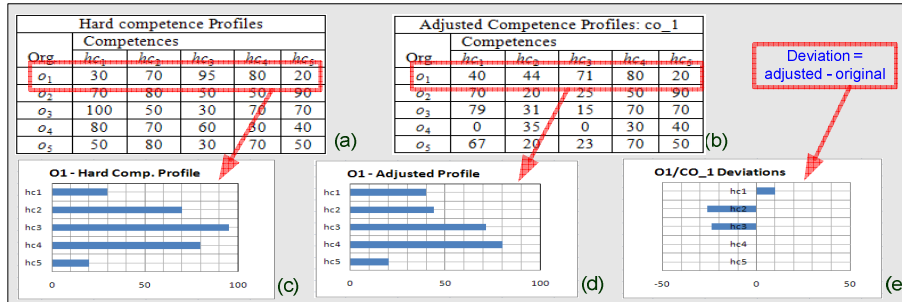 Hard competence Profiles
Competences
Org. hc1 hc2 hc3 hc4 hc5
o1 30 70 95 80 20
o2 70 80 50 50 90
o3 100 50 30 70 70
o4 80 70 60 30 40
o5 50 80 30 70 50
(a)
Adjusted Competence Profiles: co_1
Competences
Org. hc1 hc2 hc3 hc4 hc5
o1 40 44 71 80 20
o2 70 20 25 50 90
o3 79 31 15 70 70
o4 0 35 0 30 40
o5 67 20 23 70 50
(b)
Deviation =
adjusted - original
O1 - Hard Comp. Profile
hc1
hc2
hc3
hc4
hc5
0 50 100
(c)
O1 - Adjusted Profile
hc1
hc2
hc3
hc4
hc5
0 50 100
(d)
O1/CO_1 Deviations
hc1
hc2
hc3
hc4
hc5
-50 0 50
(e)